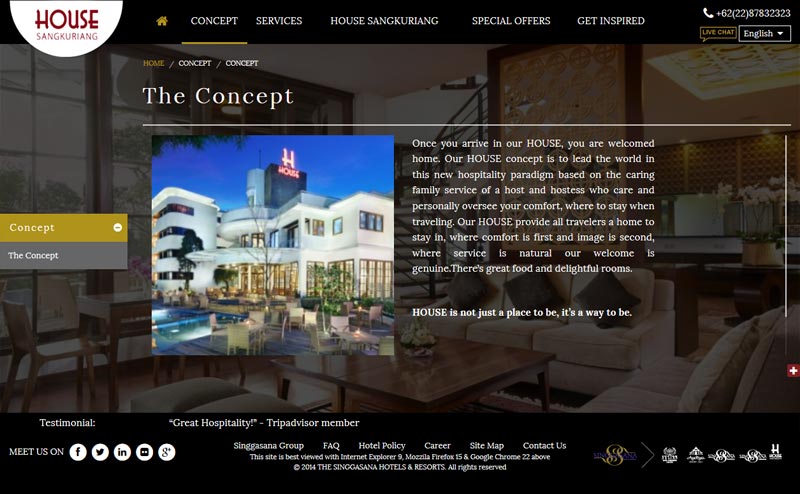 HOUSE
SANGKURIANG
CONCEPT
SERVICES
HOUSE SANGKURIANG
SPECIAL OFFERS
GET INSPIRED
+62(22)87832323
LIVE CHAT
English
HOME / CONCEPT / CONCEPT
The Concept
H
HOUSE
Once you arrive in our HOUSE, you are welcomed
home. Our HOUSE concept is to lead the world in
this new hospitality paradigm based on the caring
family service of a host and hostess who care and
personally oversee your comfort, where to stay when
traveling. Our HOUSE provide all travelers a home to
stay in, where comfort is first and image is second,
where service is natural our welcome is
genuine.There's great food and delightful rooms.
HOUSE is not just a place to be, it's a way to be.
Concept
The Concept
Testimonial:
“Great Hospitality!” - Tripadvisor member
MEET US ON
Singgasana Group
FAQ
Hotel Policy
Career
Site Map
Contact Us
This site is best viewed with Internet Explorer 9, Mozzila Firefox 15 & Google Chrome 22 above
© 2014 THE SINGGASANA HOTELS & RESORTS. All rights reserved